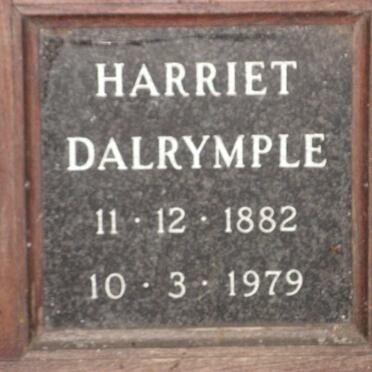 HARRIET
DALRYMPLE
11 · 12 · 1882
10 · 3 · 1979